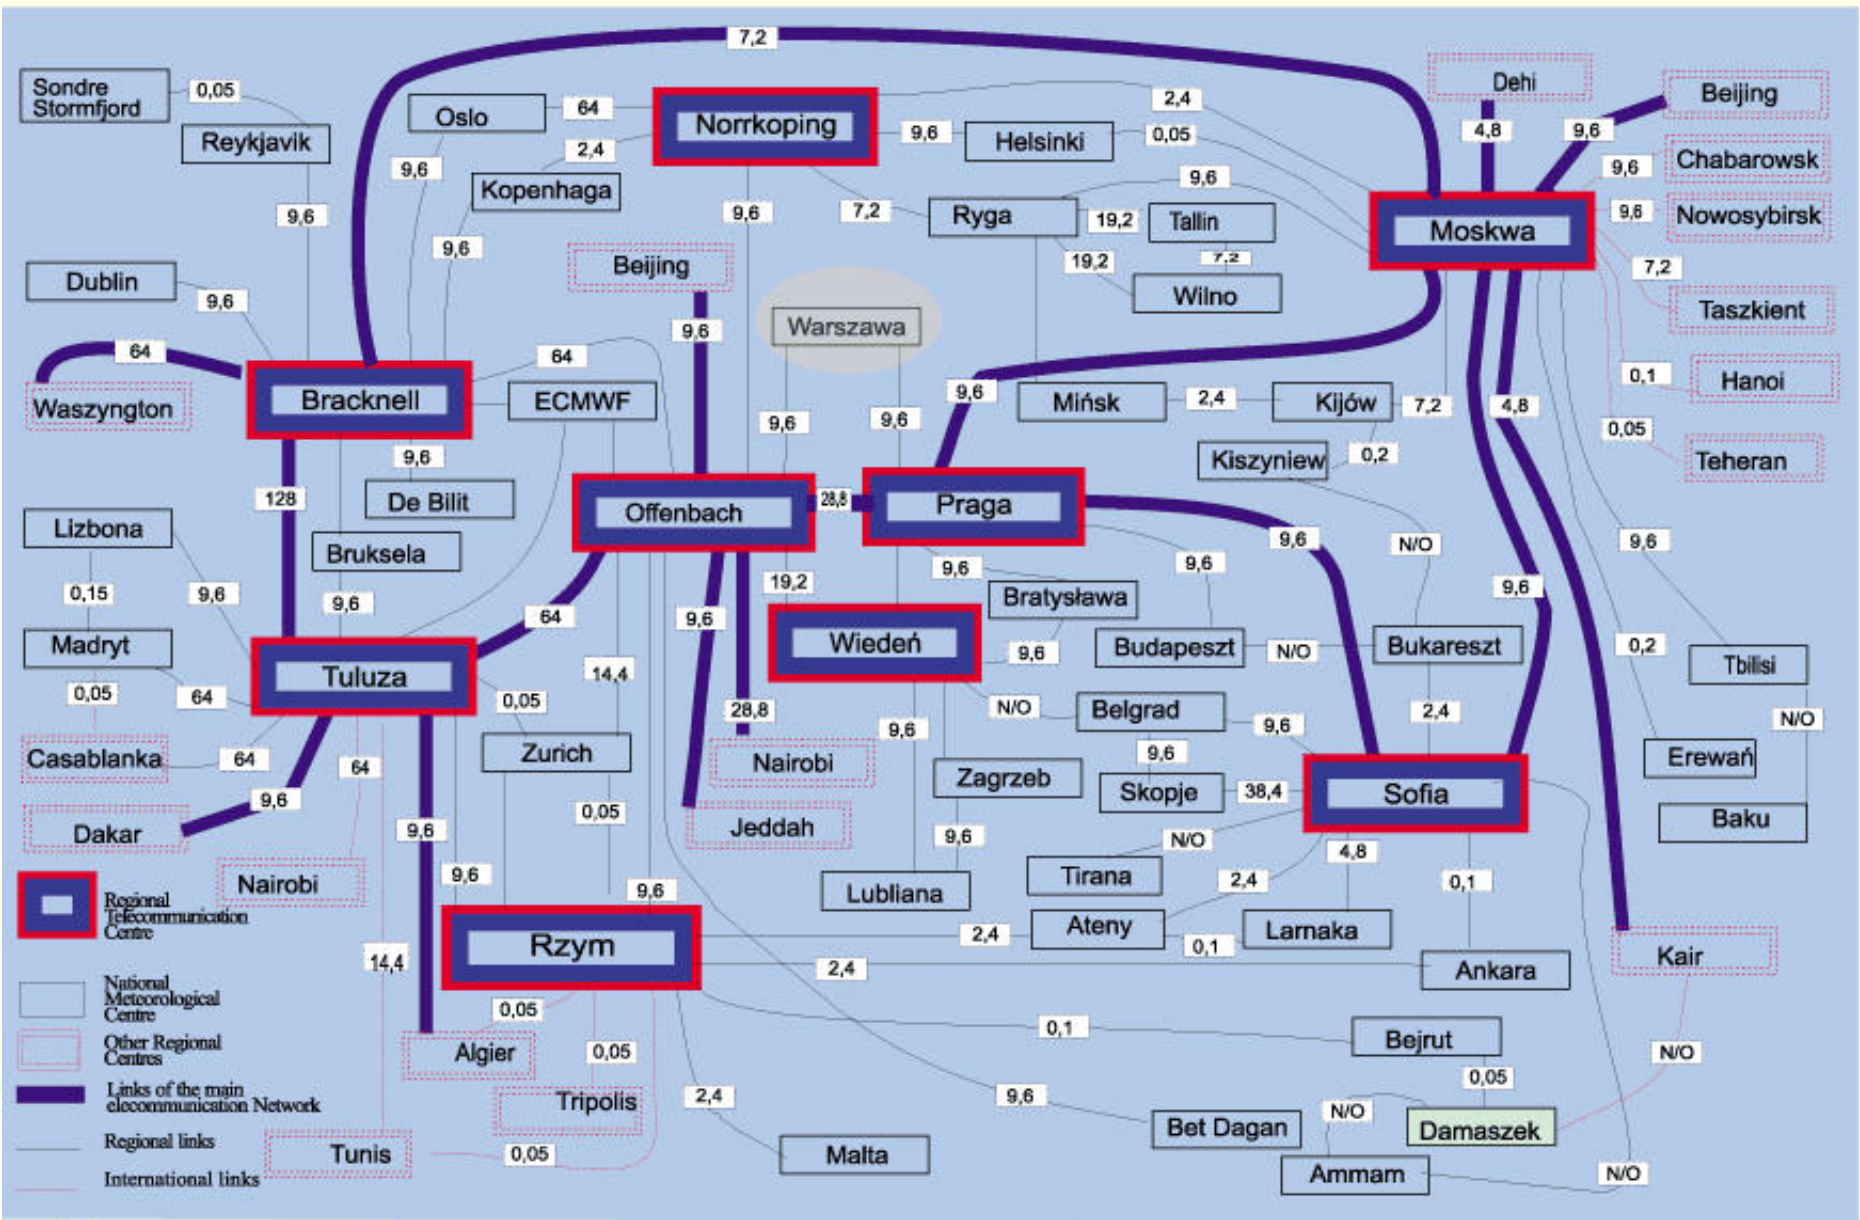 7,2
Sondre
Stormfjord
0,05
Reykjavik
Oslo
64
Norrkoping
2,4
9,6
Kopenhaga
9,6
Helsinki
0,05
2,4
Dehi
4,8
9,6
Beijing
9,6
Chabarowsk
9,6
Nowosybirsk
Moskwa
9,6
9,6
9,6
7,2
Ryga
9,6
19,2
Tallin
7,2
19,2
Wilno
7,2
Taszkient
Dublin
9,6
Beijing
9,6
Warszawa
64
Waszyngton
Bracknell
64
ECMWF
9,6
9,6
9,6
Mińsk
2,4
Kijów
7,2
4,8
0,1
Hanoi
0,05
Teheran
9,6
128
De Bilit
Kiszyniew
0,2
Offenbach
28,8
Praga
Lizbona
Bruksela
9,6
N/O
9,6
0,15
9,6
9,6
64
9,6
19,2
9,6
Bratysława
9,6
9,6
Madryt
Tuluza
14,4
Wiedeń
9,6
Budapeszt
N/O
Bukareszt
0,2
Tbilisi
0,05
64
0,05
28,8
9,6
N/O
Belgrad
9,6
2,4
N/O
Casablanka
64
64
Zurich
Nairobi
Zagrzeb
9,6
Skopje
38,4
Sofia
Erewań
Dakar
9,6
9,6
0,05
Jeddah
9,6
N/O
4,8
Baku
Nairobi
9,6
9,6
Lubliana
Tirana
2,4
0,1
Regional
Telecommunication
Centre
14,4
Rzym
2,4
Ateny
0,1
Larnaka
2,4
Ankara
Kair
National
Meteorological
Centre
0,05
0,1
Bejrut
N/O
Other Regional
Centres
Algier
0,05
0,05
Links of the main
elecommunication Network
Tripolis
2,4
9,6
Bet Dagan
N/O
Damaszek
Regional links
Tunis
0,05
Malta
Ammam
N/O
International links